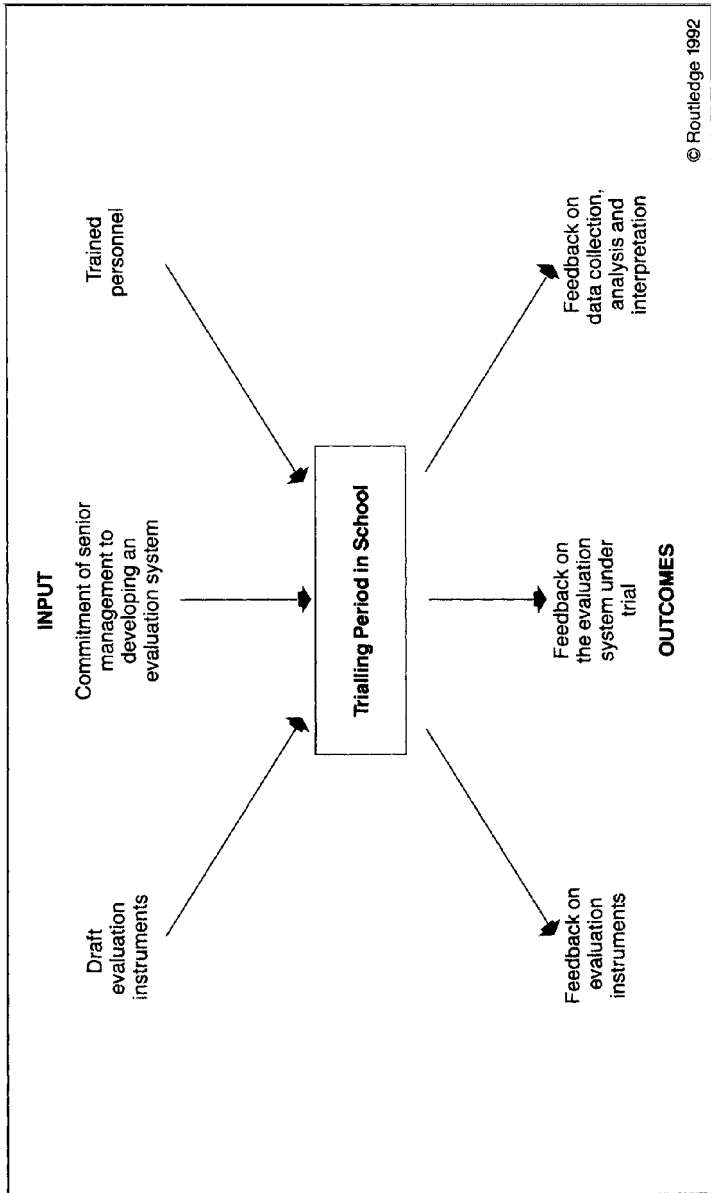 INPUT
Draft
evaluation
instruments
Commitment of senior
management to
developing an
evaluation system
Trained
personnel
Trialling Period in School
Feedback on
evaluation
instruments
Feedback on
the evaluation
system under
trial
Feedback on
data collection,
analysis and
interpretation
OUTCOMES
© Routledge 1992